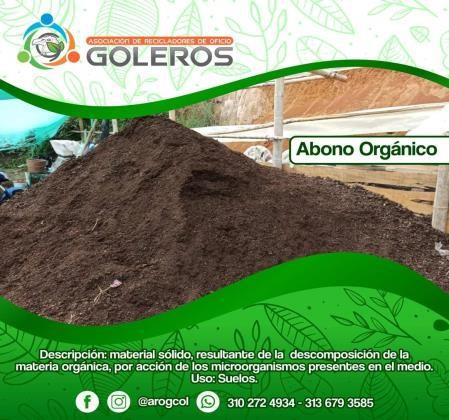 ASOCIACIÓN DE RECICLADORES DE OFICIO
GOLEROS
Abono Orgánico
Descripción: material sólido, resultante de la descomposición de la
materia orgánica, por acción de los microorganismos presentes en el medio.
Uso: Suelos.
@arogcol 310 272 4934 - 313 679 3585